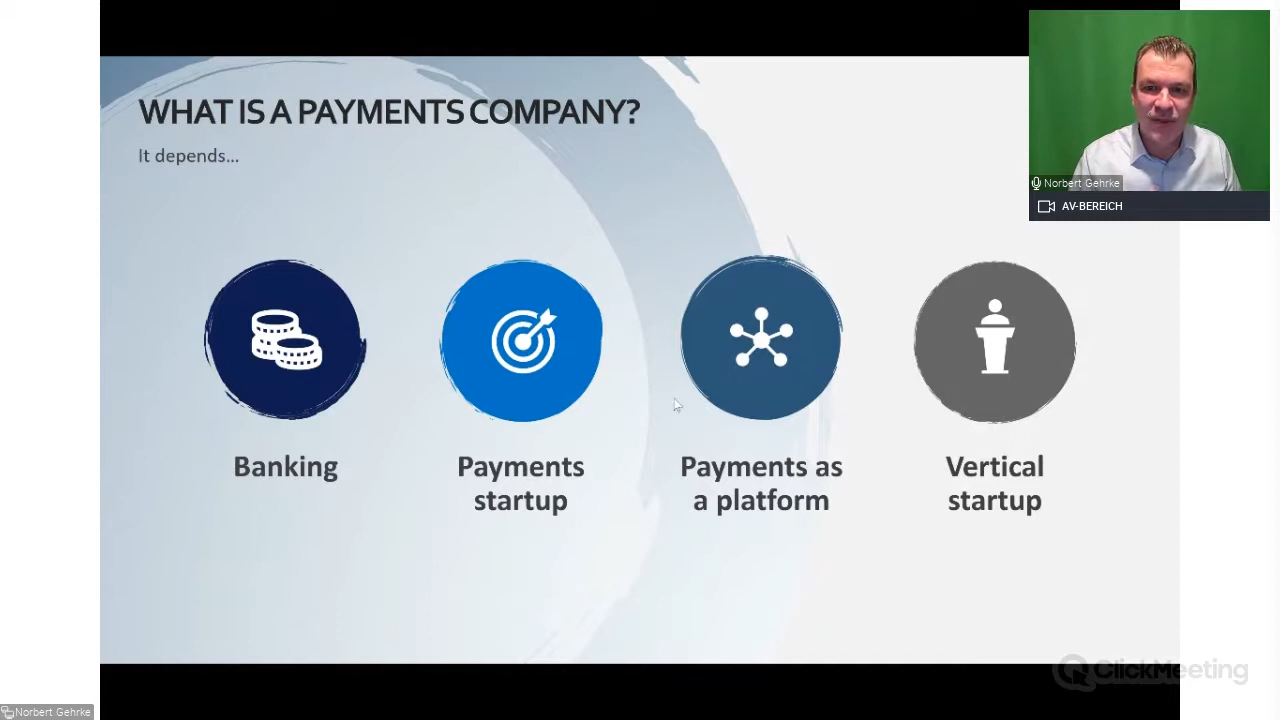 WHAT IS A PAYMENTS COMPANY?
It depends...
Norbert Gehrke
AV-BEREICH
Banking
Payments
startup
Payments as
a platform
Vertical
startup
ClickMeeting
Norbert Gehrke